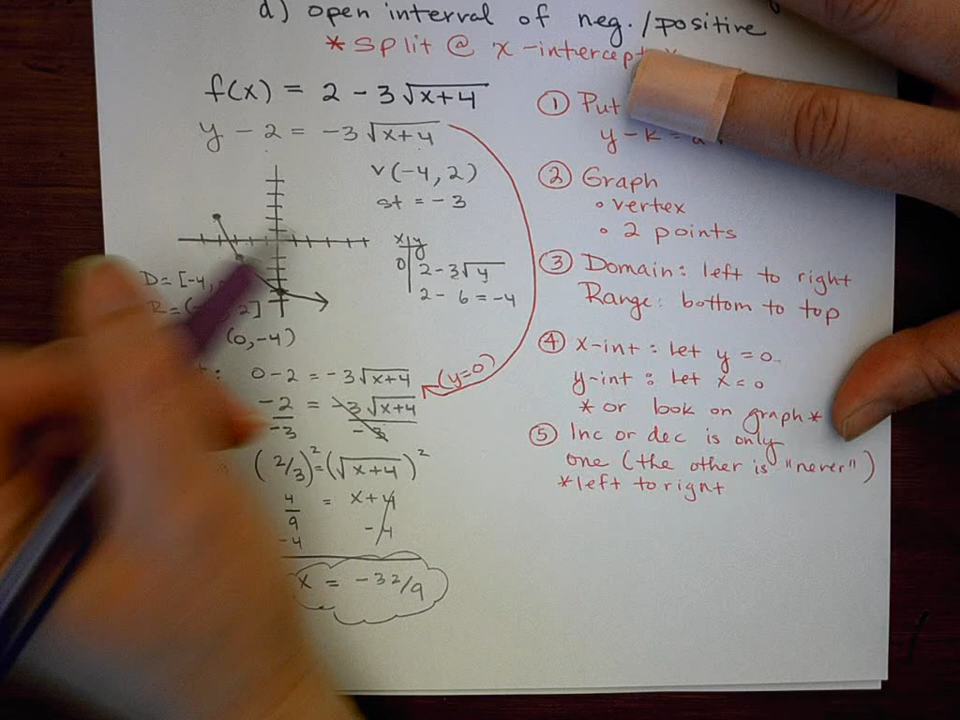 d) open interval of neg./positive
*split @ x-intercept
f(x) = 2 - 3√x+4
y - 2 = -3√x+4
v(-4, 2)
st = -3
x|y
0|2 - 3√4
2 - 6 = -4
D = [-4,
2]
(0, -4)
0 - 2 = -3√x+4
(y=0)
-2 = -3√x+4
-3 -3
(2/3)² = (√x+4)²
4/9 = x+4
-4 -4
x = -32/9
① Put
y - k =
② Graph
• vertex
• 2 points
③ Domain: left to right
Range: bottom to top
④ x-int: Let y = 0.
y-int: Let x = 0
* or look on graph*
⑤ Inc or dec is only
one (the other is "never")
*left to right